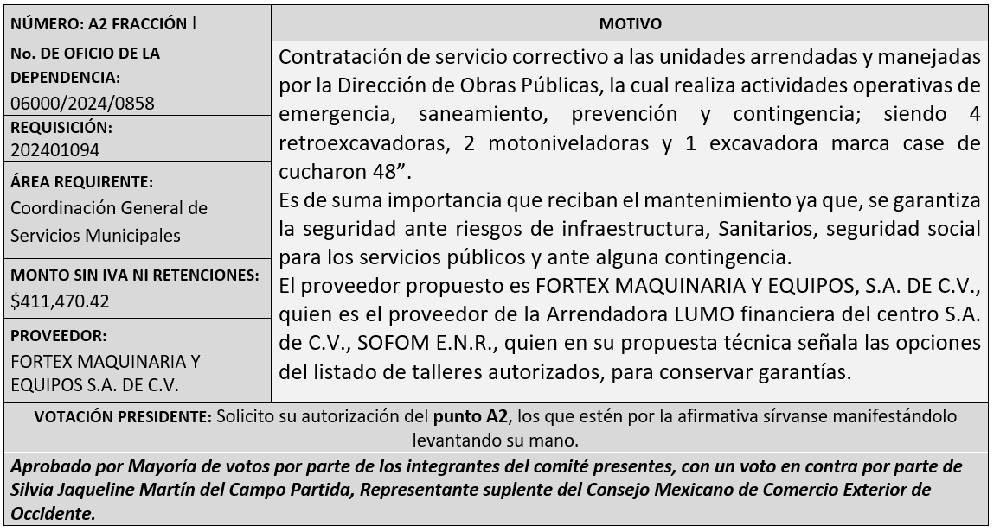 NÚMERO: A2 FRACCIÓN I
MOTIVO
No. DE OFICIO DE LA
DEPENDENCIA:
06000/2024/0858
REQUISICIÓN:
202401094
ÁREA REQUIRENTE:
Coordinación General de
Servicios Municipales
MONTO SIN IVA NI RETENCIONES:
$411,470.42
PROVEEDOR:
FORTEX MAQUINARIA Y
EQUIPOS S.A. DE C.V.
Contratación de servicio correctivo a las unidades arrendadas y manejadas
por la Dirección de Obras Públicas, la cual realiza actividades operativas de
emergencia, saneamiento, prevención y contingencia; siendo 4
retroexcavadoras, 2 motoniveladoras y 1 excavadora marca case de
cucharon 48”.
Es de suma importancia que reciban el mantenimiento ya que, se garantiza
la seguridad ante riesgos de infraestructura, Sanitarios, seguridad social
para los servicios públicos y ante alguna contingencia.
El proveedor propuesto es FORTEX MAQUINARIA Y EQUIPOS, S.A. DE C.V.,
quien es el proveedor de la Arrendadora LUMO financiera del centro S.A.
de C.V., SOFOM E.N.R., quien en su propuesta técnica señala las opciones
del listado de talleres autorizados, para conservar garantías.
VOTACIÓN PRESIDENTE: Solicito su autorización del punto A2, los que estén por la afirmativa sírvanse manifestándolo
levantando su mano.
Aprobado por Mayoría de votos por parte de los integrantes del comité presentes, con un voto en contra por parte de
Silvia Jaqueline Martín del Campo Partida, Representante suplente del Consejo Mexicano de Comercio Exterior de
Occidente.